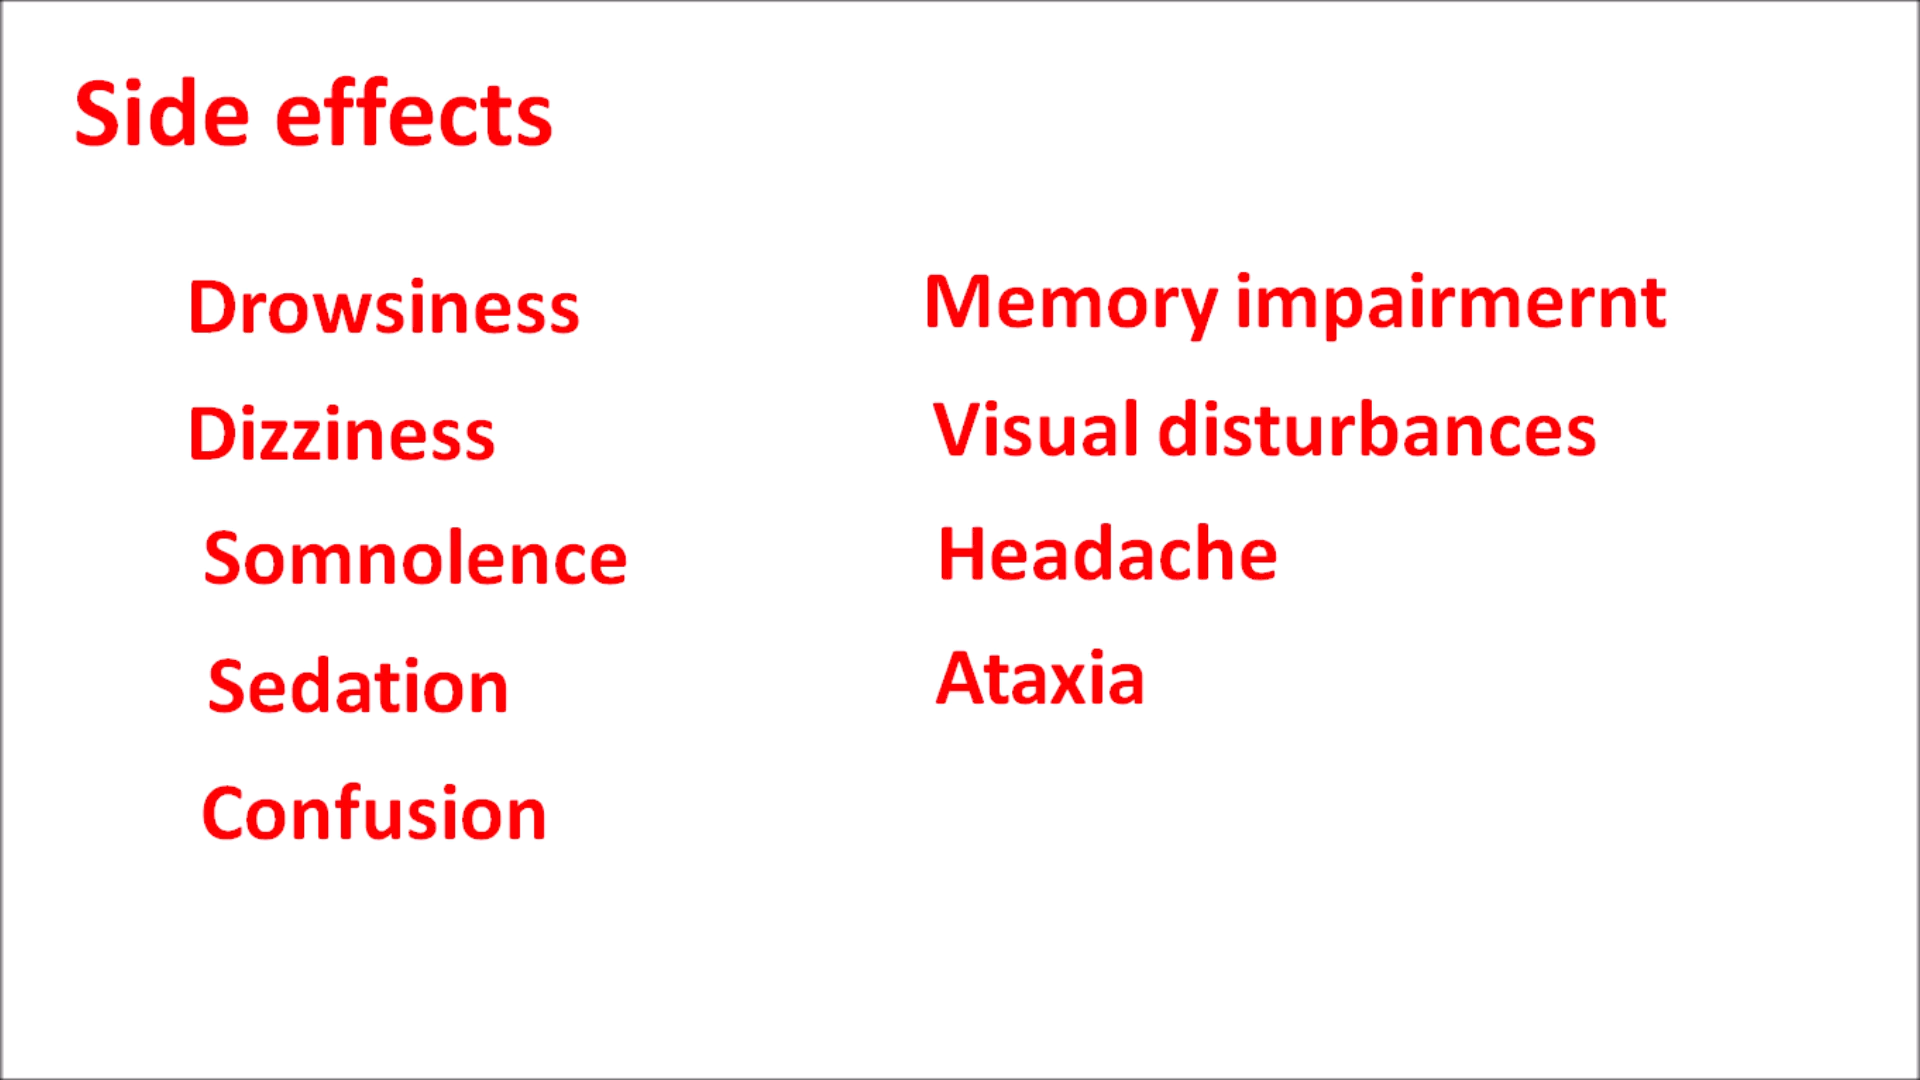 Side effects
Drowsiness
Dizziness
Somnolence
Sedation
Confusion
Memory impairmernt
Visual disturbances
Headache
Ataxia